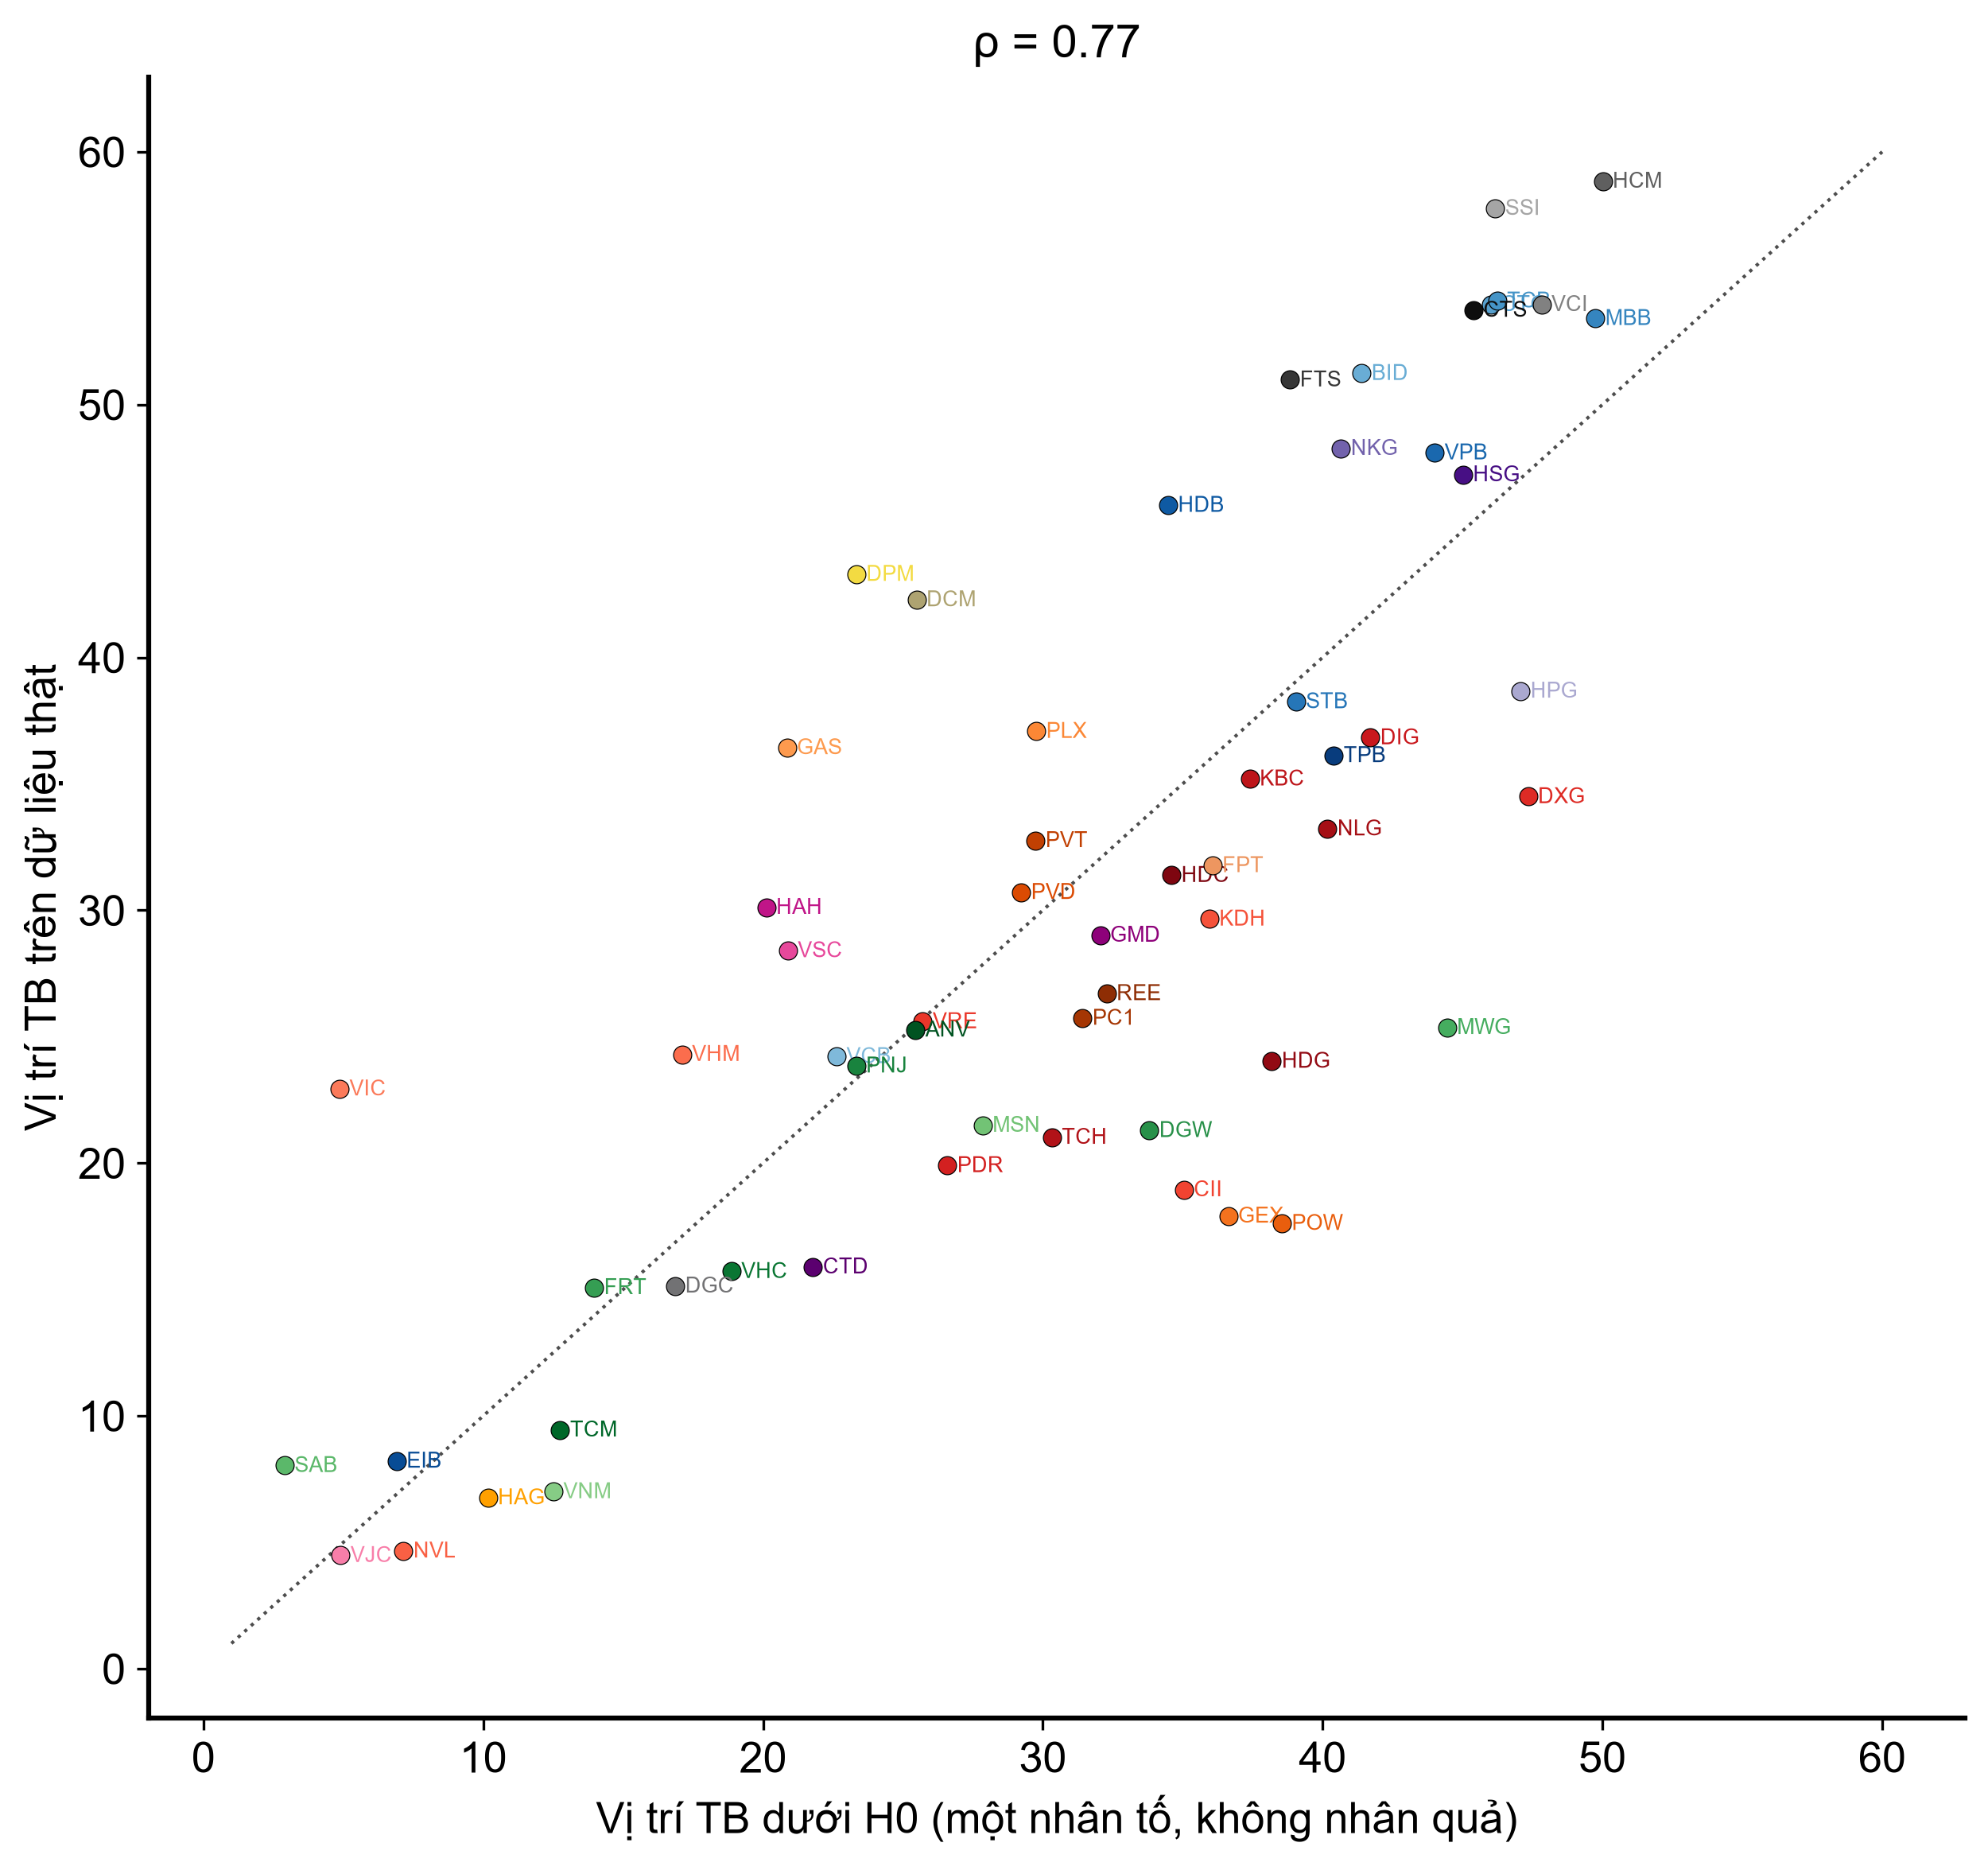 ρ = 0.77
Vị trí TB trên dữ liệu thật
60
50
40
30
20
10
0
HCM
SSI
VCI
CTS
MBB
BID
FTS
NKG
VPB
HSG
HDB
DPM
DCM
HPG
STB
PLX
DIG
GAS
TPB
KBC
DXG
NLG
PVT
FPT
HDC
PVD
HAH
KDH
GMD
VSC
REE
PC1
VRE
ANV
MWG
VHM
VCB
PNJ
HDG
VIC
MSN
DGW
TCH
PDR
CII
GEX
POW
CTD
VHC
DGC
FRT
TCM
EIB
SAB
VNM
HAG
NVL
VJC
0
10
20
30
40
50
60
Vị trí TB dưới H0 (một nhân tố, không nhân quả)